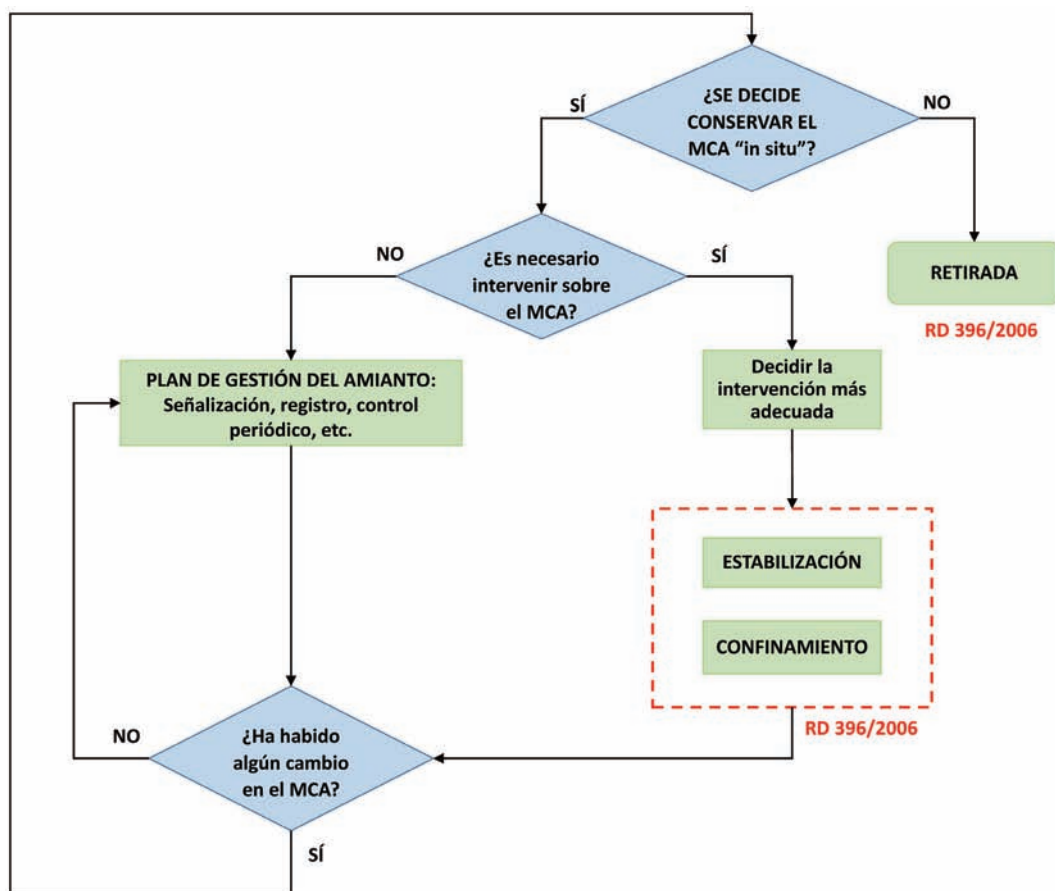 ¿SE DECIDE
CONSERVAR EL
MCA “in situ”?
SÍ
NO
¿Es necesario
intervenir sobre
el MCA?
NO
SÍ
RETIRADA
RD 396/2006
PLAN DE GESTIÓN DEL AMIANTO:
Señalización, registro, control
periódico, etc.
Decidir la
intervención más
adecuada
ESTABILIZACIÓN
CONFINAMIENTO
RD 396/2006
¿Ha habido
algún cambio
en el MCA?
NO
SÍ